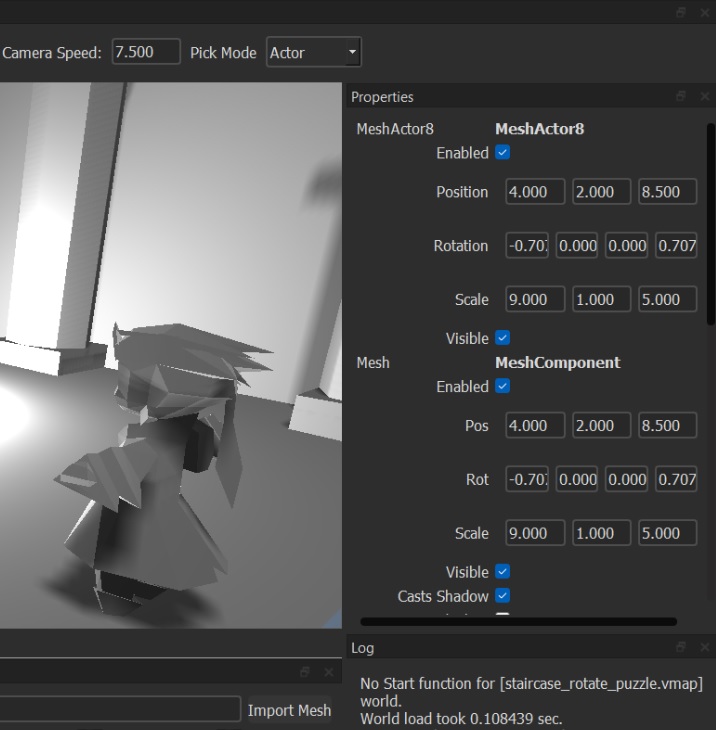 Camera Speed: 7.500 Pick Mode Actor
Properties
MeshActor8 MeshActor8
Enabled
Position 4.000 2.000 8.500
Rotation -0.70 0.000 0.000 0.707
Scale 9.000 1.000 5.000
Visible
Mesh MeshComponent
Enabled
Pos 4.000 2.000 8.500
Rot -0.70 0.000 0.000 0.707
Scale 9.000 1.000 5.000
Visible
Casts Shadow
Log
No Start function for [staircase_rotate_puzzle.vmap]
world.
World load took 0.108439 sec.
Import Mesh